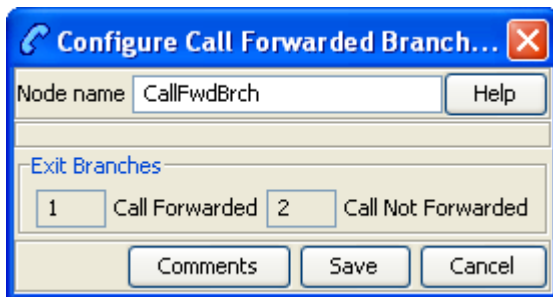 Configure Call Forwarded Branch...
Node name CallFwdBrch Help
Exit Branches
1 Call Forwarded 2 Call Not Forwarded
Comments Save Cancel